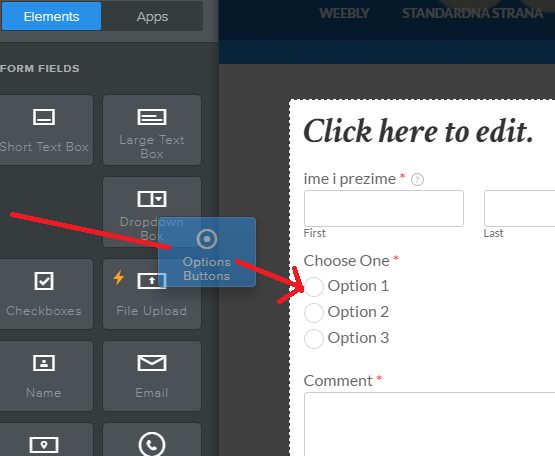 Elements
Apps
WEEBLY
STANDARDNA STRANA
FORM FIELDS
Short Text Box
Large Text
Box
Dropdown
Box
Options
Buttons
Checkboxes
File Upload
Name
Email
Click here to edit.
ime i prezime * ?
First
Last
Choose One *
Option 1
Option 2
Option 3
Comment *